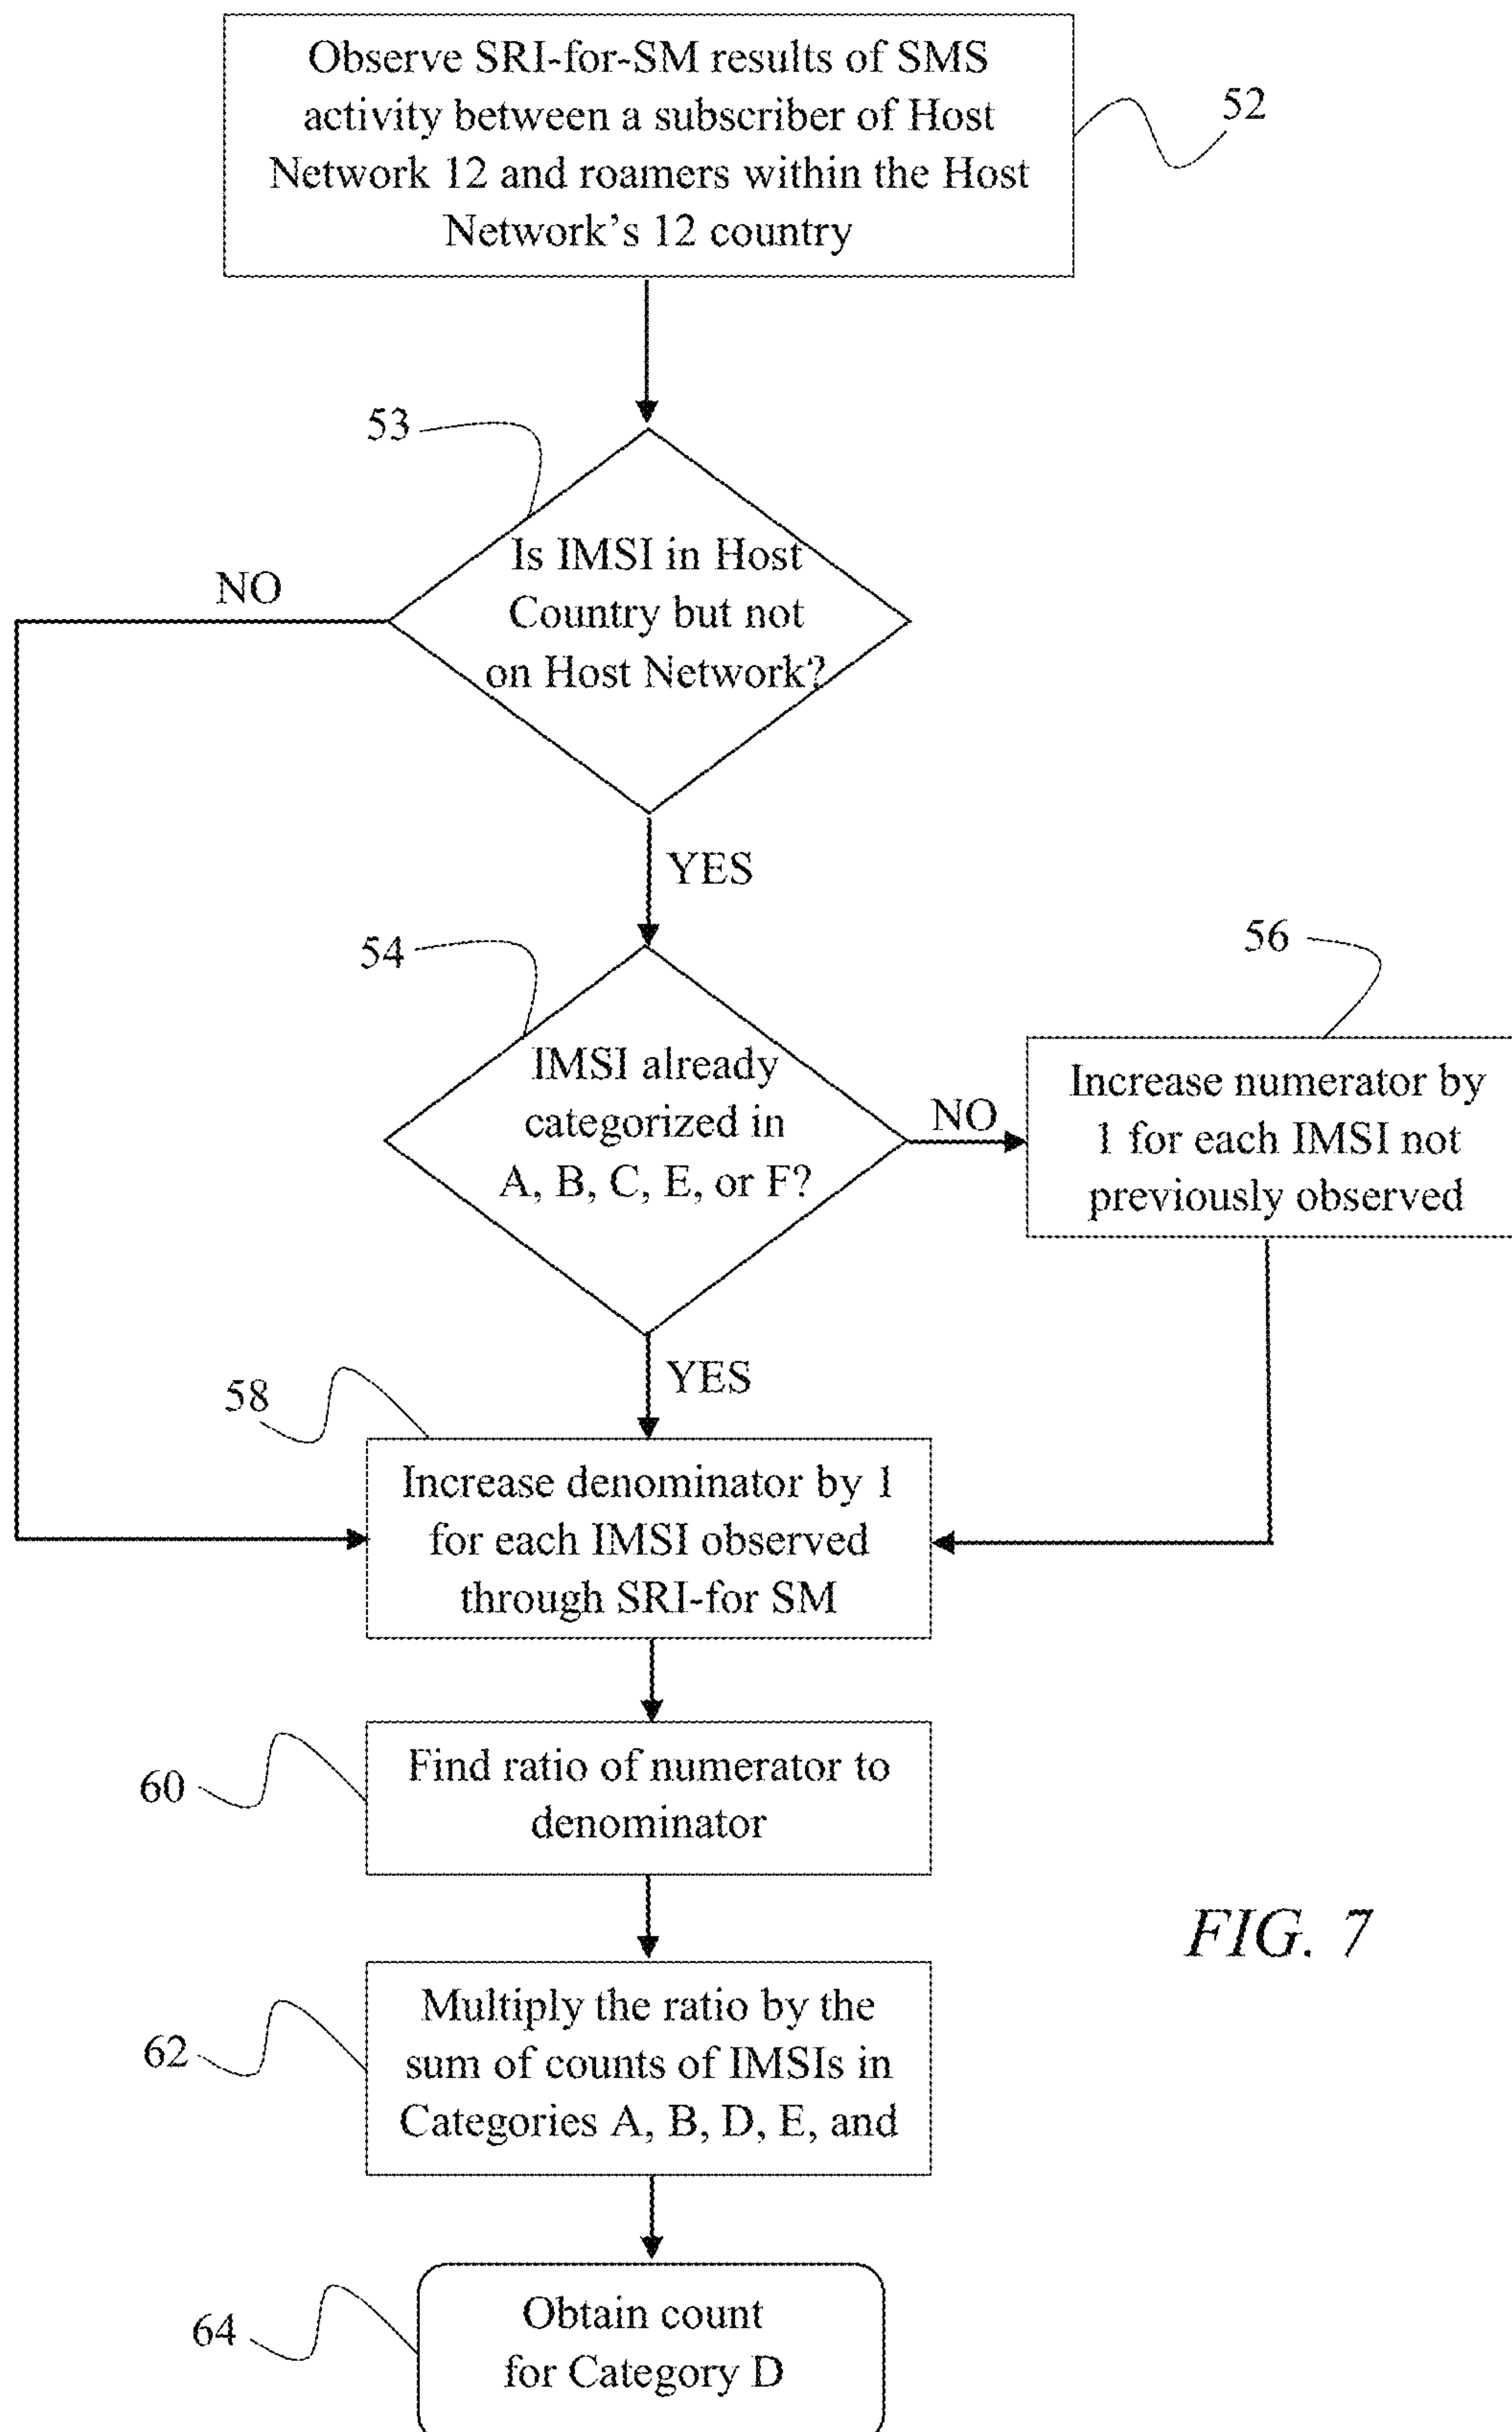 Observe SRI-for-SM results of SMS
activity between a subscriber of Host
Network 12 and roamers within the Host
Network’s 12 country
52
53
Is IMSI in Host
Country but not
on Host Network?
NO
YES
54
IMSI already
categorized in
A, B, C, E, or F?
NO
56
Increase numerator by
1 for each IMSI not
previously observed
YES
58
Increase denominator by 1
for each IMSI observed
through SRI-for SM
60
Find ratio of numerator to
denominator
62
Multiply the ratio by the
sum of counts of IMSIs in
Categories A, B, D, E, and
64
Obtain count
for Category D
FIG. 7